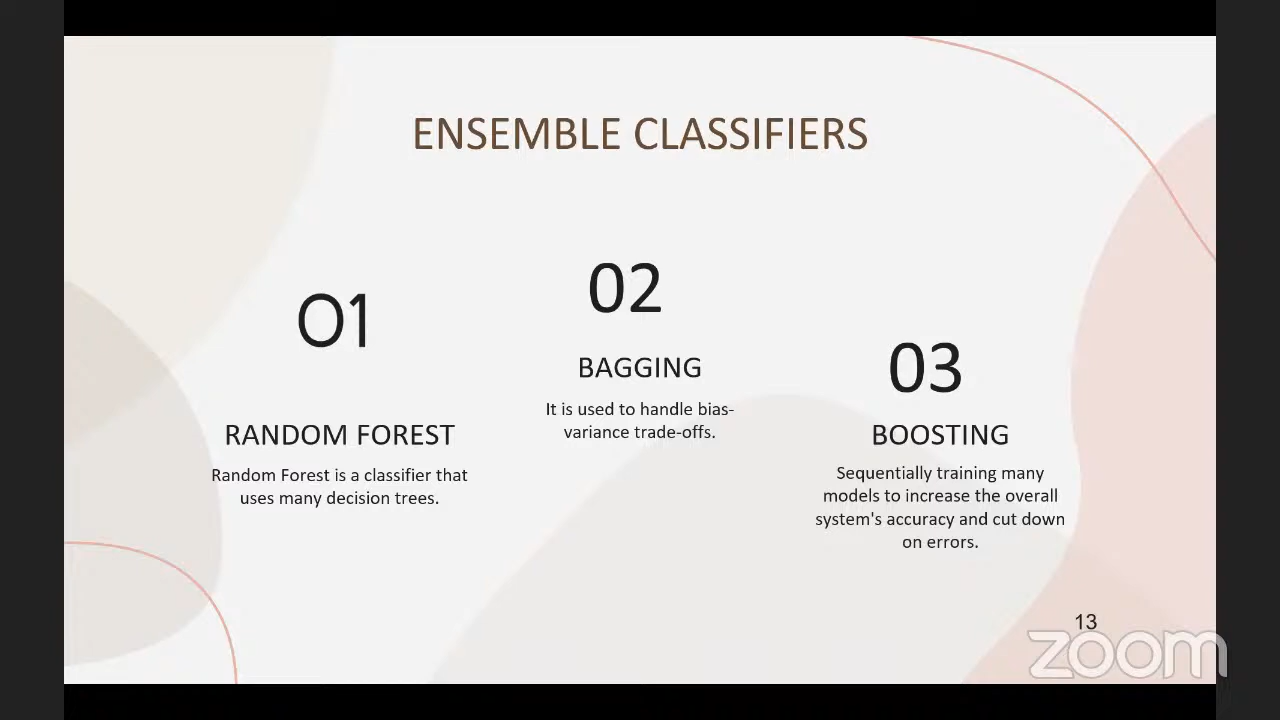 ENSEMBLE CLASSIFIERS
01
RANDOM FOREST
Random Forest is a classifier that
uses many decision trees.
02
BAGGING
It is used to handle bias-
variance trade-offs.
03
BOOSTING
Sequentially training many
models to increase the overall
system's accuracy and cut down
on errors.
13
zoom